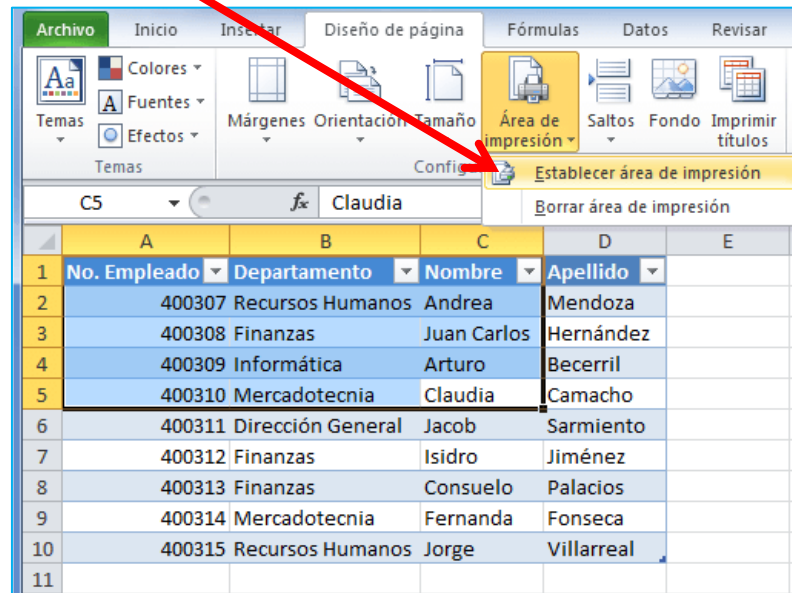 Archivo Inicio Insertar Diseño de página Fórmulas Datos Revisar
Aa Colores
A Fuentes
Efectos
Temas Márgenes Orientación Tamaño Área de impresión Saltos Fondo Imprimir títulos
Temas
Establecer área de impresión
Borrar área de impresión
C5 fx Claudia
A B C D E
1 No. Empleado Departamento Nombre Apellido
2 400307 Recursos Humanos Andrea Mendoza
3 400308 Finanzas Juan Carlos Hernández
4 400309 Informática Arturo Becerril
5 400310 Mercadotecnia Claudia Camacho
6 400311 Dirección General Jacob Sarmiento
7 400312 Finanzas Isidro Jiménez
8 400313 Finanzas Consuelo Palacios
9 400314 Mercadotecnia Fernanda Fonseca
10 400315 Recursos Humanos Jorge Villarreal
11